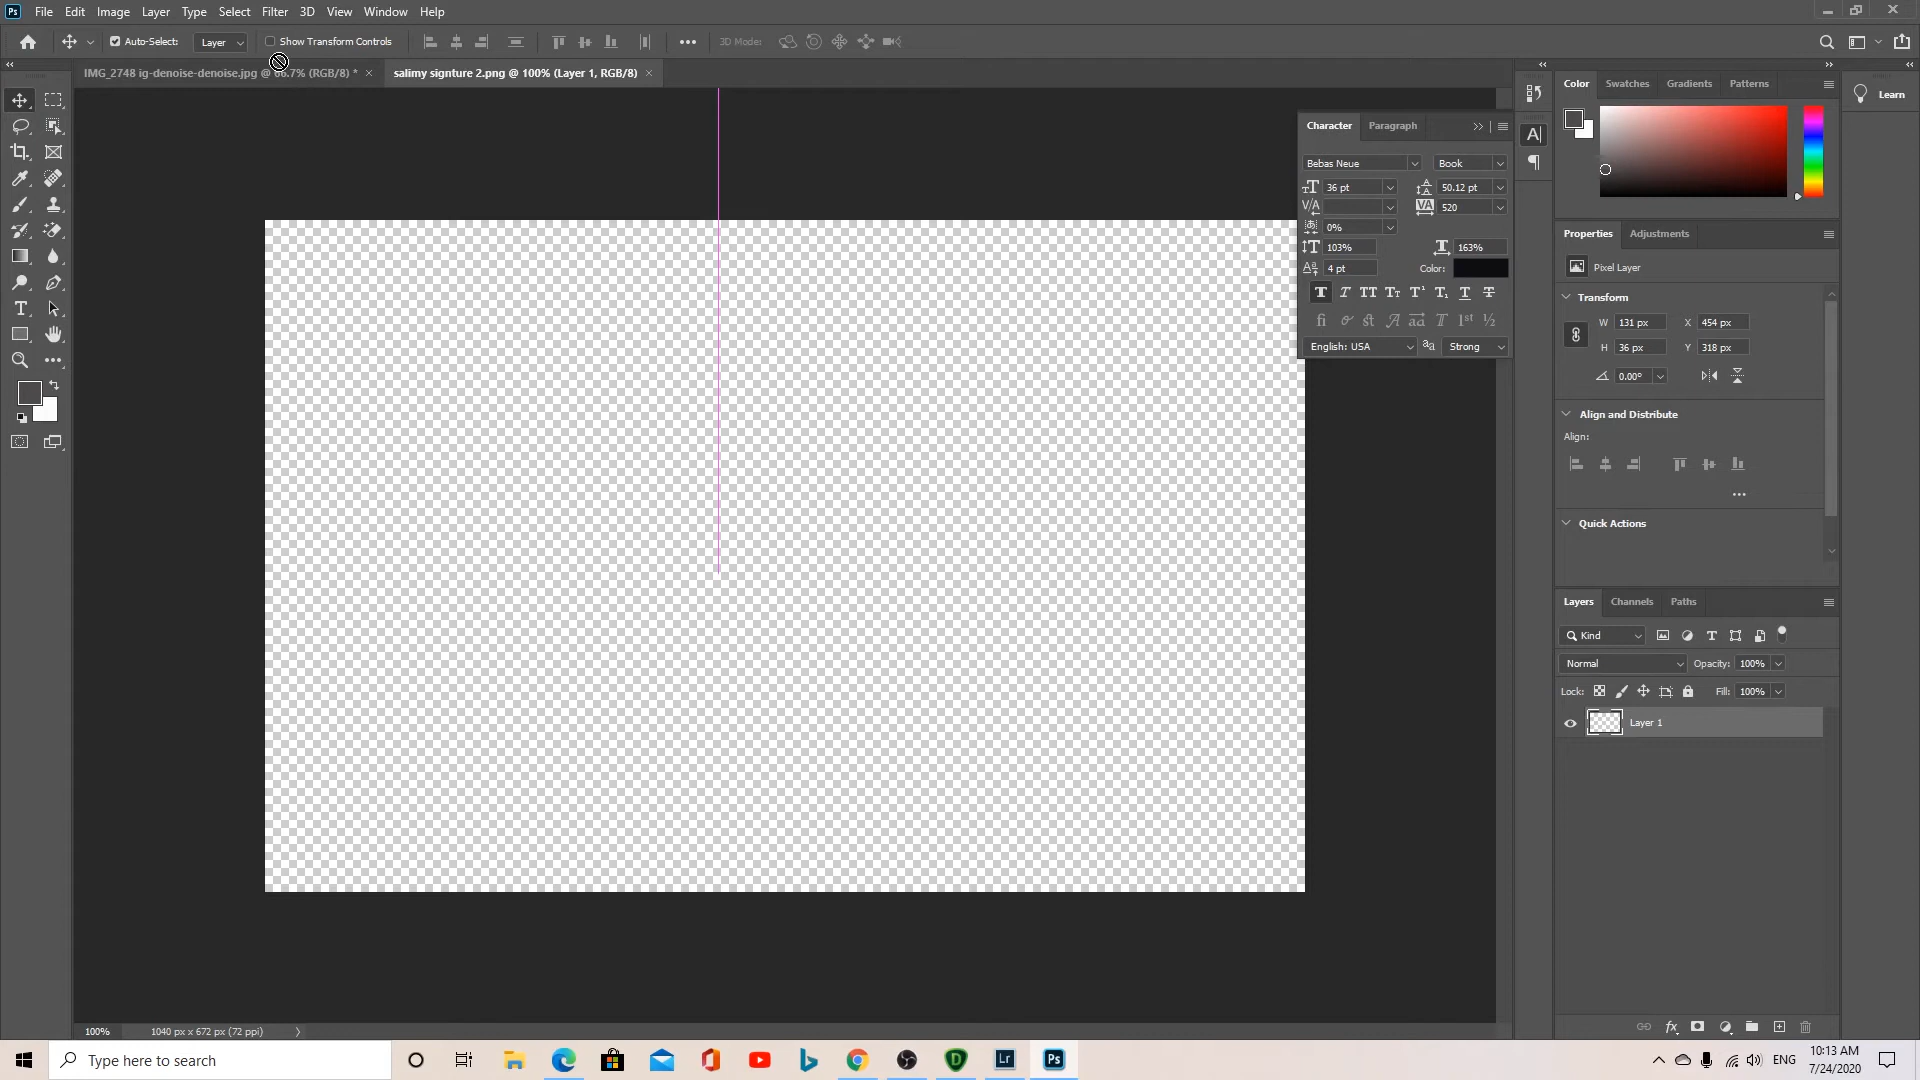 Ps File Edit Image Layer Type Select Filter 3D View Window Help
Auto-Select: Layer Show Transform Controls 3D Mode:
IMG_2748 ig-denoise-denoise.jpg @ 66.7% (RGB/8) * × salimy signture 2.png @ 100% (Layer 1, RGB/8) ×
Color Swatches Gradients Patterns
Learn
Character Paragraph
Bebas Neue Book
36 pt 50.12 pt
520
0%
103% 163%
4 pt Color:
English: USA aa Strong
Properties Adjustments
Pixel Layer
Transform
W 131 px X 454 px
H 36 px Y 318 px
0.00°
Align and Distribute
Align:
Quick Actions
Layers Channels Paths
Kind
Normal Opacity: 100%
Lock: Fill: 100%
Layer 1
fx
100% 1040 px x 672 px (72 ppi)
Type here to search
Lr Ps
ENG
10:13 AM
7/24/2020